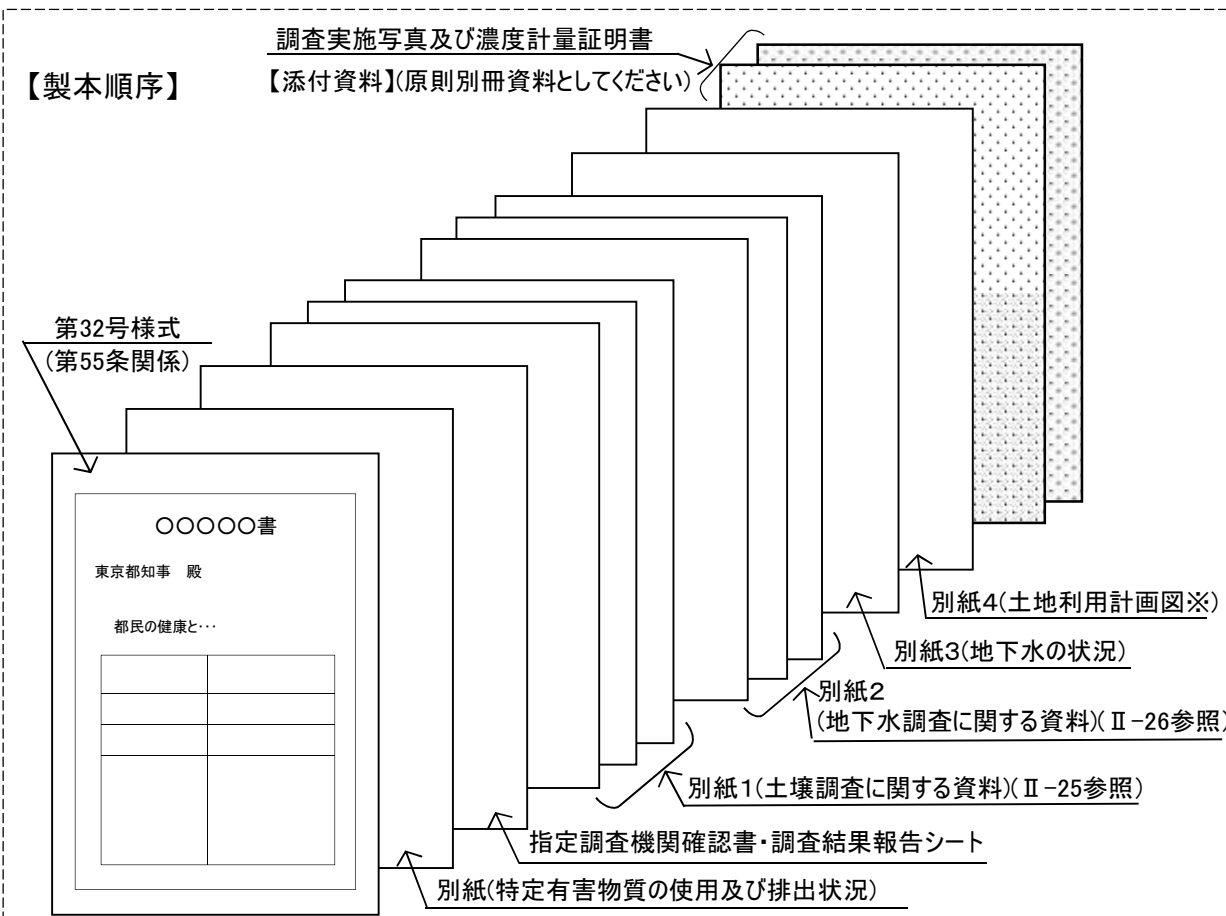 調査実施写真及び濃度計量証明書
【製本順序】
【添付資料】(原則別冊資料としてください)
第32号様式
(第55条関係)
〇〇〇〇〇書
東京都知事 殿
都民の健康と…
別紙4(土地利用計画図※)
別紙3(地下水の状況)
別紙2
(地下水調査に関する資料)(Ⅱ-26参照)
別紙1(土壌調査に関する資料)(Ⅱ-25参照)
指定調査機関確認書・調査結果報告シート
別紙(特定有害物質の使用及び排出状況)